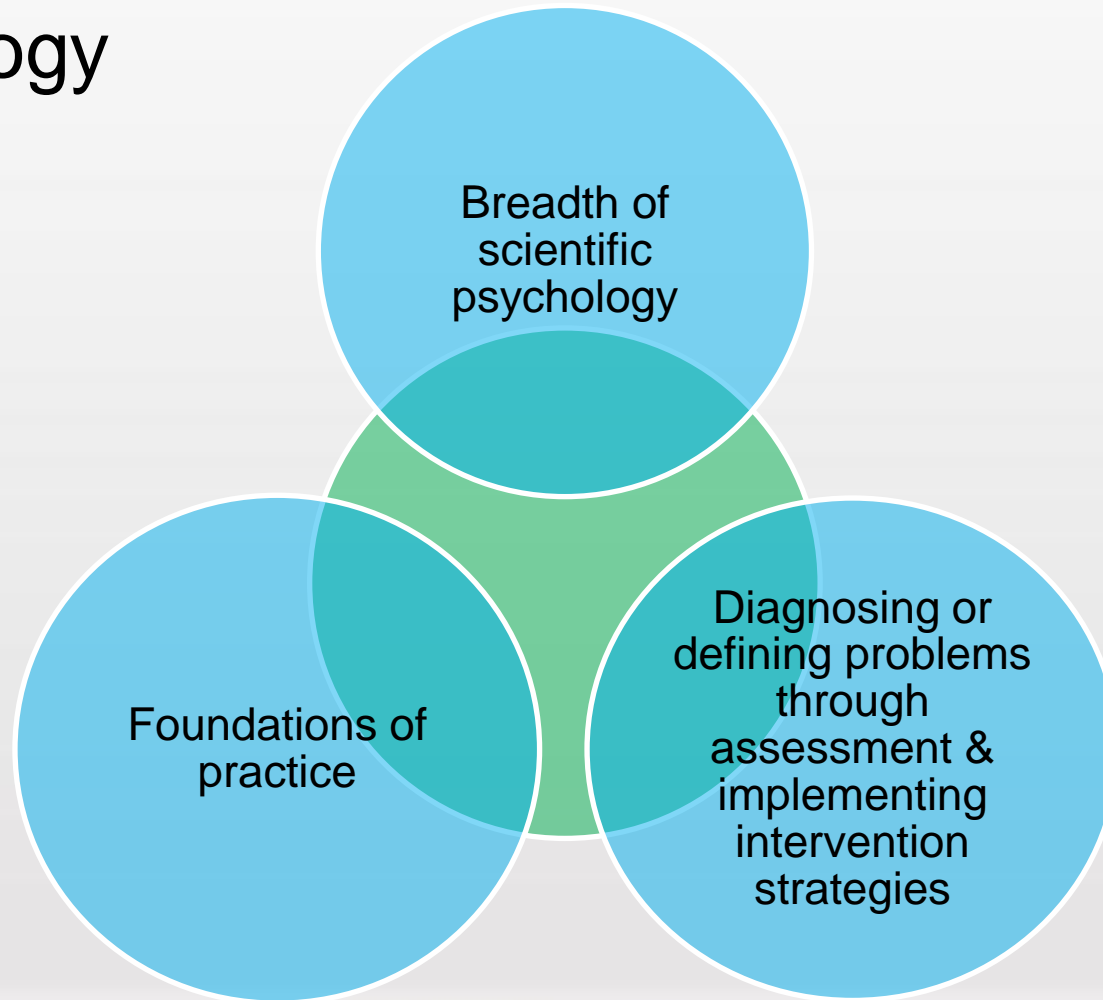 ogy
Breadth of
scientific
psychology
Foundations of
practice
Diagnosing or
defining problems
through
assessment &
implementing
intervention
strategies